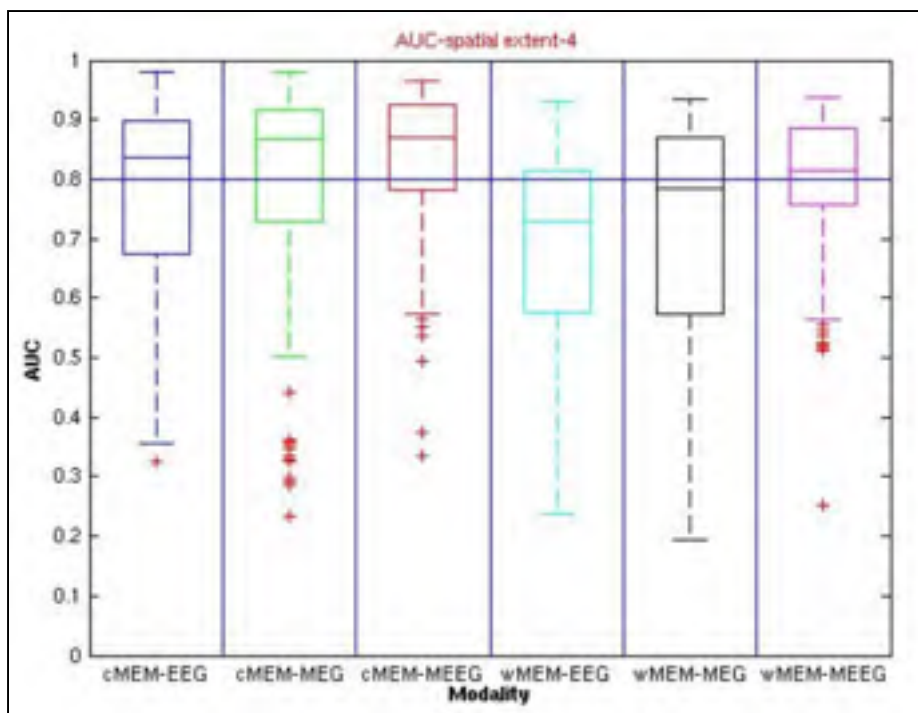 AUC-spatial extent-4
1
0.9
0.8
0.7
0.6
0.5
0.4
0.3
0.2
0.1
0
AUC
cMEM-EEG cMEM-MEG cMEM-MEEG wMEM-EEG wMEM-MEG wMEM-MEEG
Modality